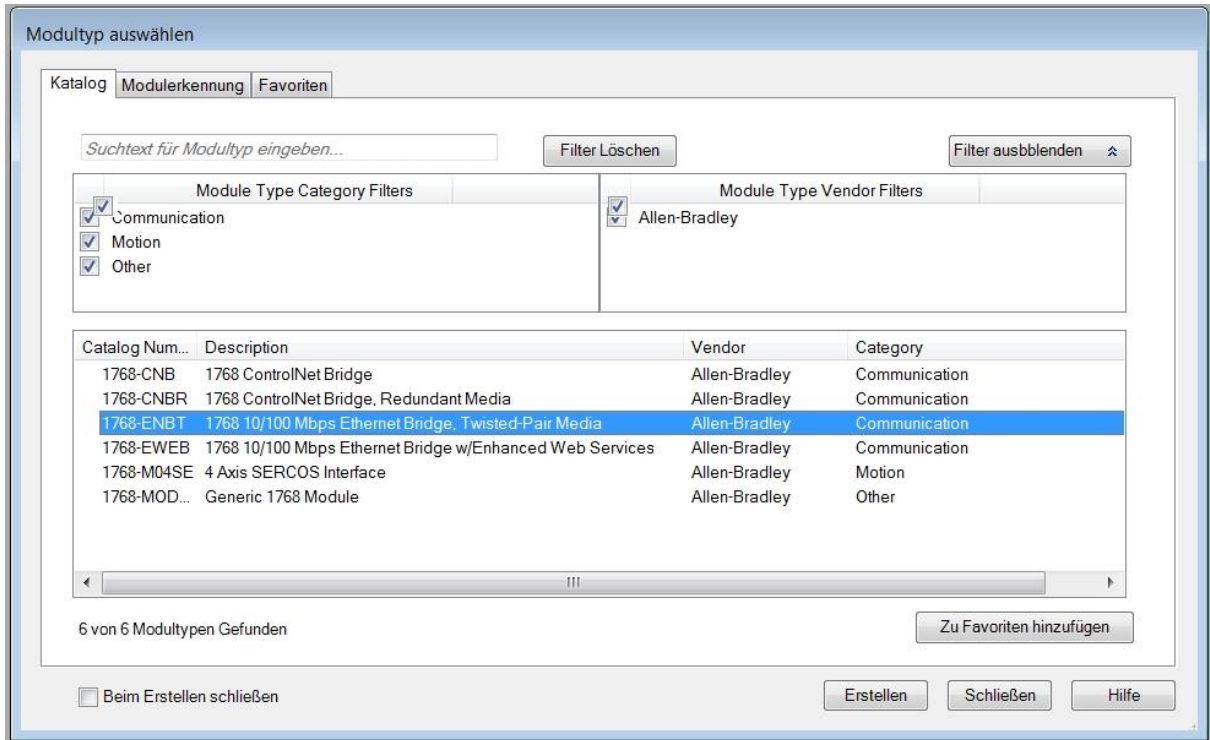 Modultyp auswählen
Katalog Modulerkennung Favoriten
Suchtext für Modultyp eingeben... Filter Löschen Filter ausbblenden
Module Type Category Filters Module Type Vendor Filters
Communication Allen-Bradley
Motion
Other
Catalog Num... Description Vendor Category
1768-CNB 1768 ControlNet Bridge Allen-Bradley Communication
1768-CNBR 1768 ControlNet Bridge, Redundant Media Allen-Bradley Communication
1768-ENBT 1768 10/100 Mbps Ethernet Bridge, Twisted-Pair Media Allen-Bradley Communication
1768-EWEB 1768 10/100 Mbps Ethernet Bridge w/Enhanced Web Services Allen-Bradley Communication
1768-M04SE 4 Axis SERCOS Interface Allen-Bradley Motion
1768-MOD... Generic 1768 Module Allen-Bradley Other
6 von 6 Modultypen Gefunden Zu Favoriten hinzufügen
Beim Erstellen schließen Erstellen Schließen Hilfe